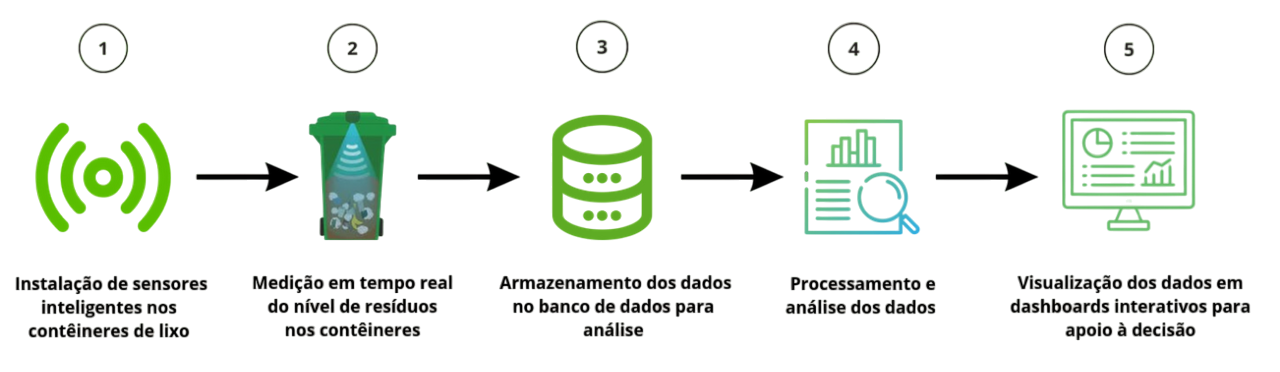 1
2
3
4
5
Instalação de sensores
inteligentes nos
contêineres de lixo
Medição em tempo real
do nível de resíduos
nos contêineres
Armazenamento dos dados
no banco de dados para
análise
Processamento e
análise dos dados
Visualização dos dados em
dashboards interativos para
apoio à decisão